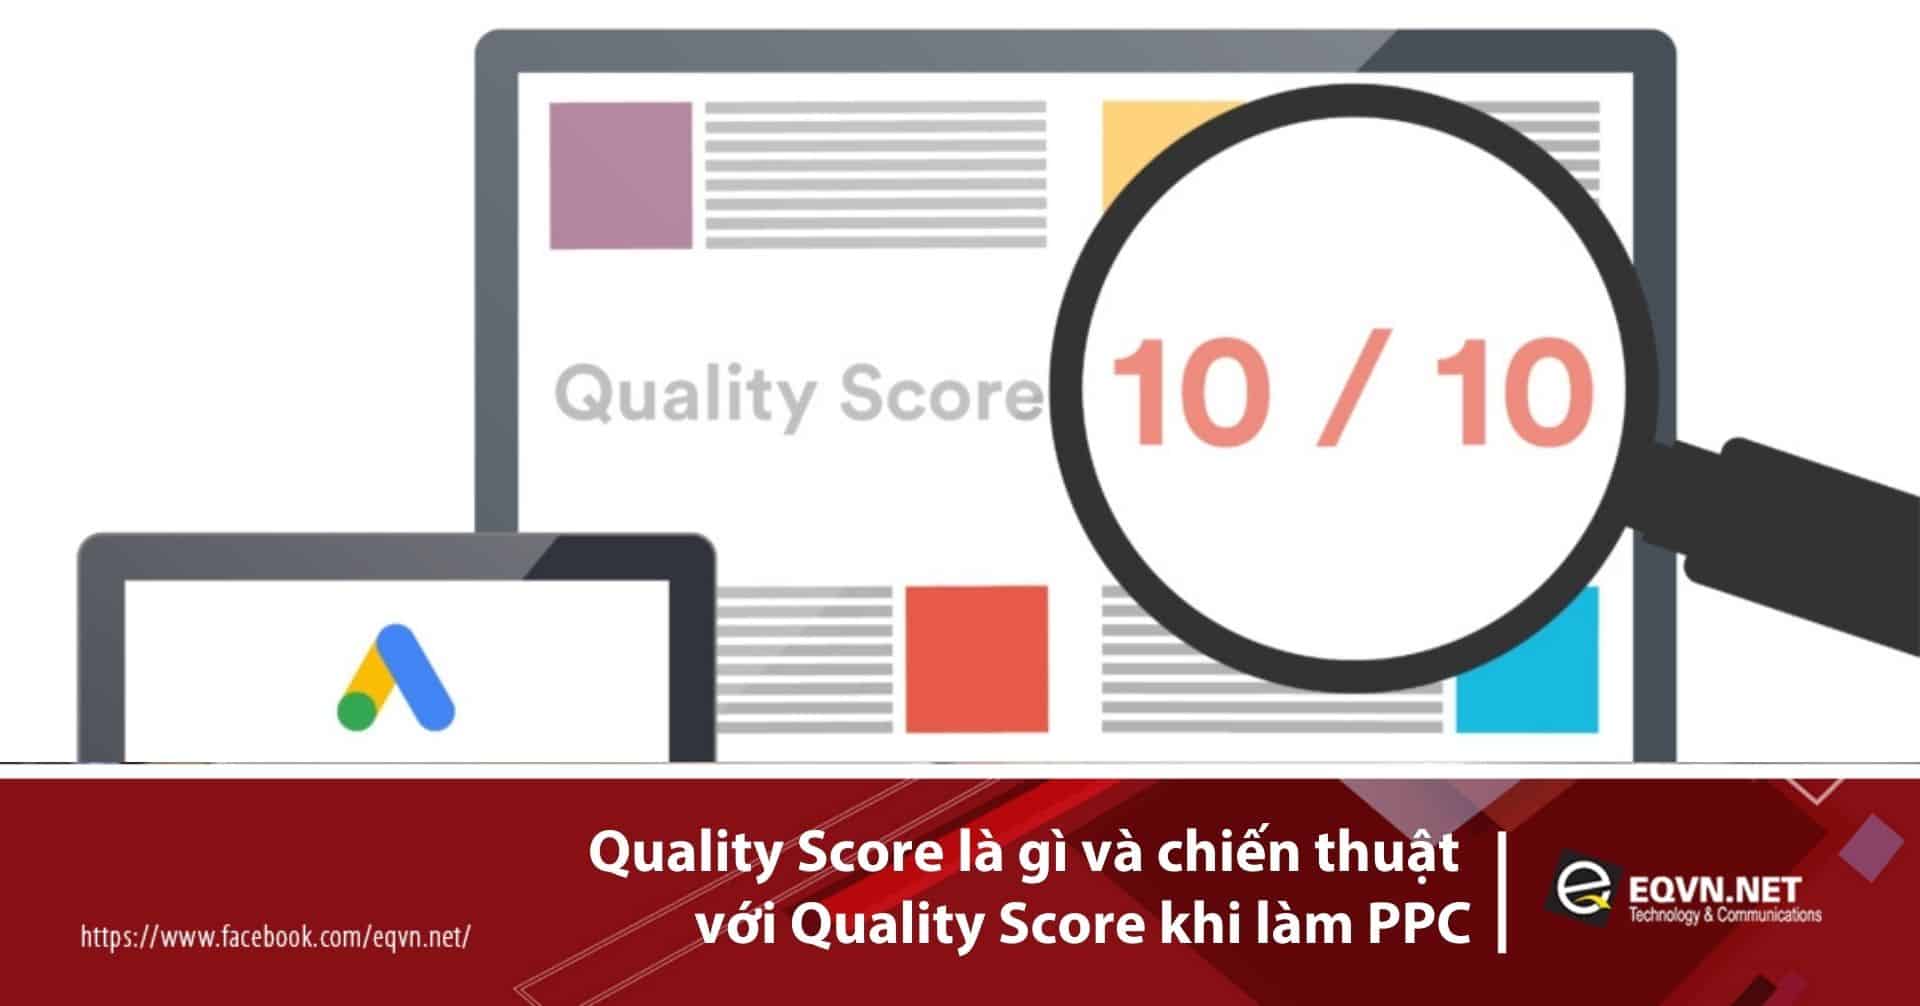 Quality Score
10 / 10
Quality Score là gì và chiến thuật
với Quality Score khi làm PPC
https://www.facebook.com/eqvn.net/
EQVN.NET
Technology & Communications